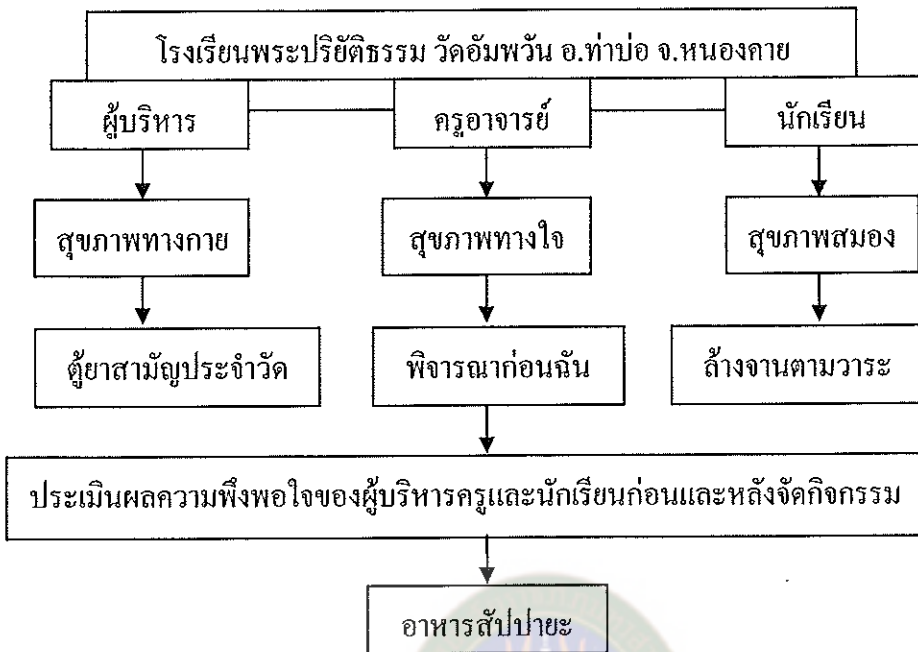 โรงเรียนพระปริยัติธรรม วัดอัมพวัน อ.ท่าบ่อ จ.หนองคาย
ผู้บริหาร
ครูอาจารย์
นักเรียน
สุขภาพทางกาย
สุขภาพทางใจ
สุขภาพสมอง
ตู้ยาสามัญประจำวัด
พิจารณาก่อนฉัน
ล้างจานตามวาระ
ประเมินผลความพึงพอใจของผู้บริหารครูและนักเรียนก่อนและหลังจัดกิจกรรม
อาหารสัปปายะ